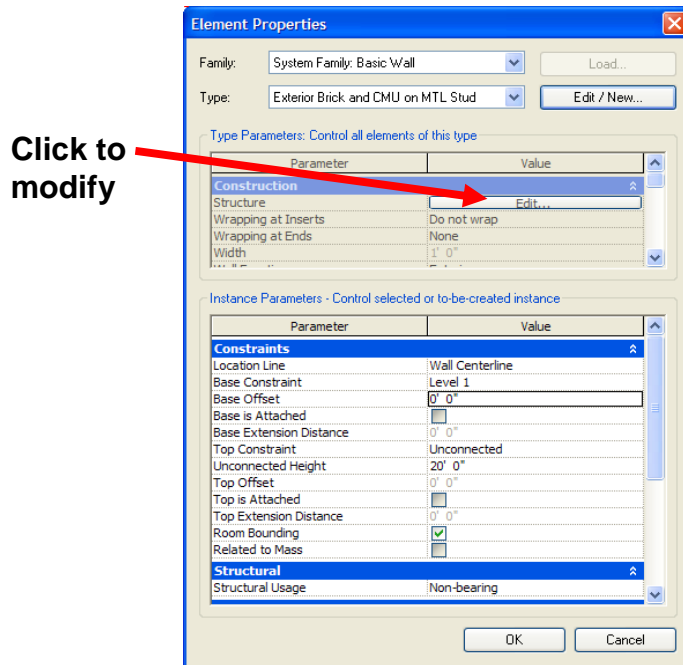 Element Properties
Family: System Family: Basic Wall Load...
Type: Exterior Brick and CMU on MTL Stud Edit / New...
Click to
modify
Type Parameters: Control all elements of this type
Parameter Value
Construction
Structure Edit...
Wrapping at Inserts Do not wrap
Wrapping at Ends None
Width 1' 0"
Instance Parameters - Control selected or to-be-created instance
Parameter Value
Constraints
Location Line Wall Centerline
Base Constraint Level 1
Base Offset 0' 0"
Base is Attached
Base Extension Distance 0' 0"
Top Constraint Unconnected
Unconnected Height 20' 0"
Top Offset 0' 0"
Top is Attached
Top Extension Distance 0' 0"
Room Bounding
Related to Mass
Structural
Structural Usage Non-bearing
OK Cancel